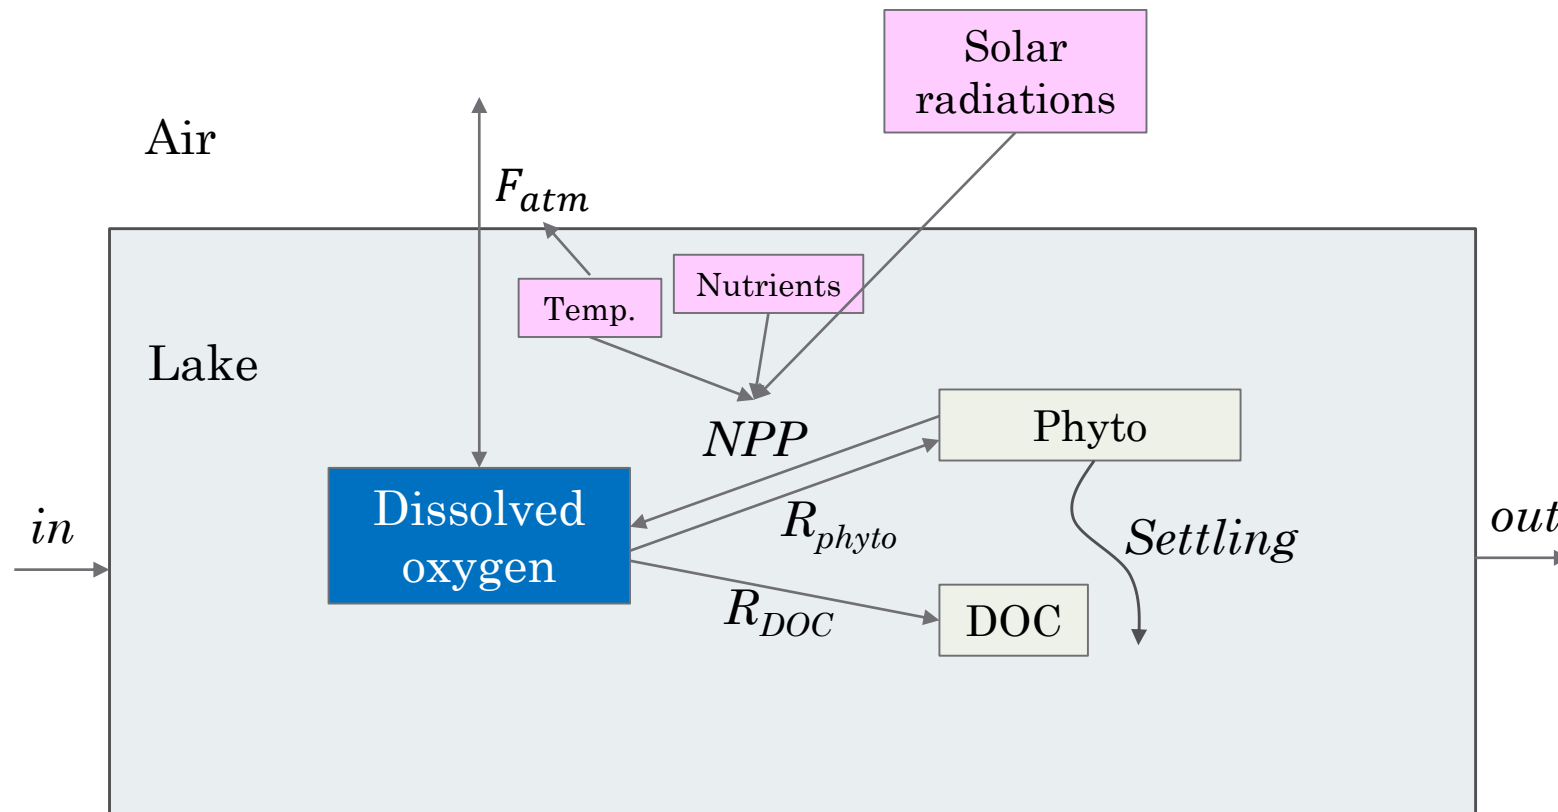 Solar
radiations
Air
F_atm
Nutrients
Temp.
Lake
NPP
Phyto
Dissolved
oxygen
R_phyto
in
out
Settling
R_DOC
DOC